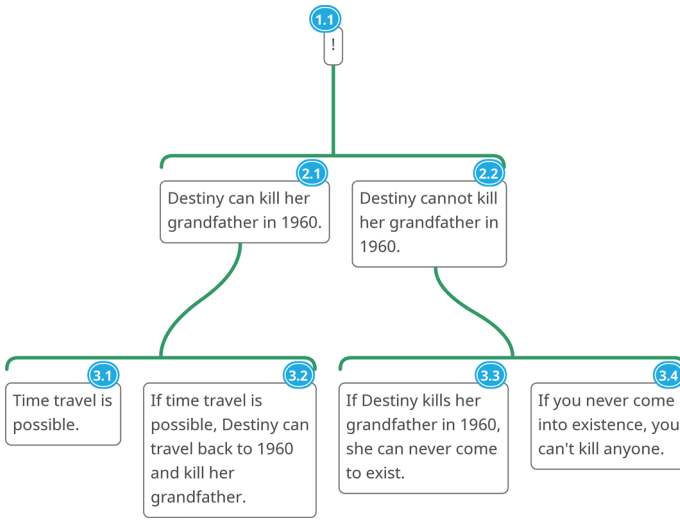 1.1
!
2.1
Destiny can kill her
grandfather in 1960.
2.2
Destiny cannot kill
her grandfather in
1960.
3.1
Time travel is
possible.
3.2
If time travel is
possible, Destiny can
travel back to 1960
and kill her
grandfather.
3.3
If Destiny kills her
grandfather in 1960,
she can never come
to exist.
3.4
If you never come
into existence, you
can't kill anyone.